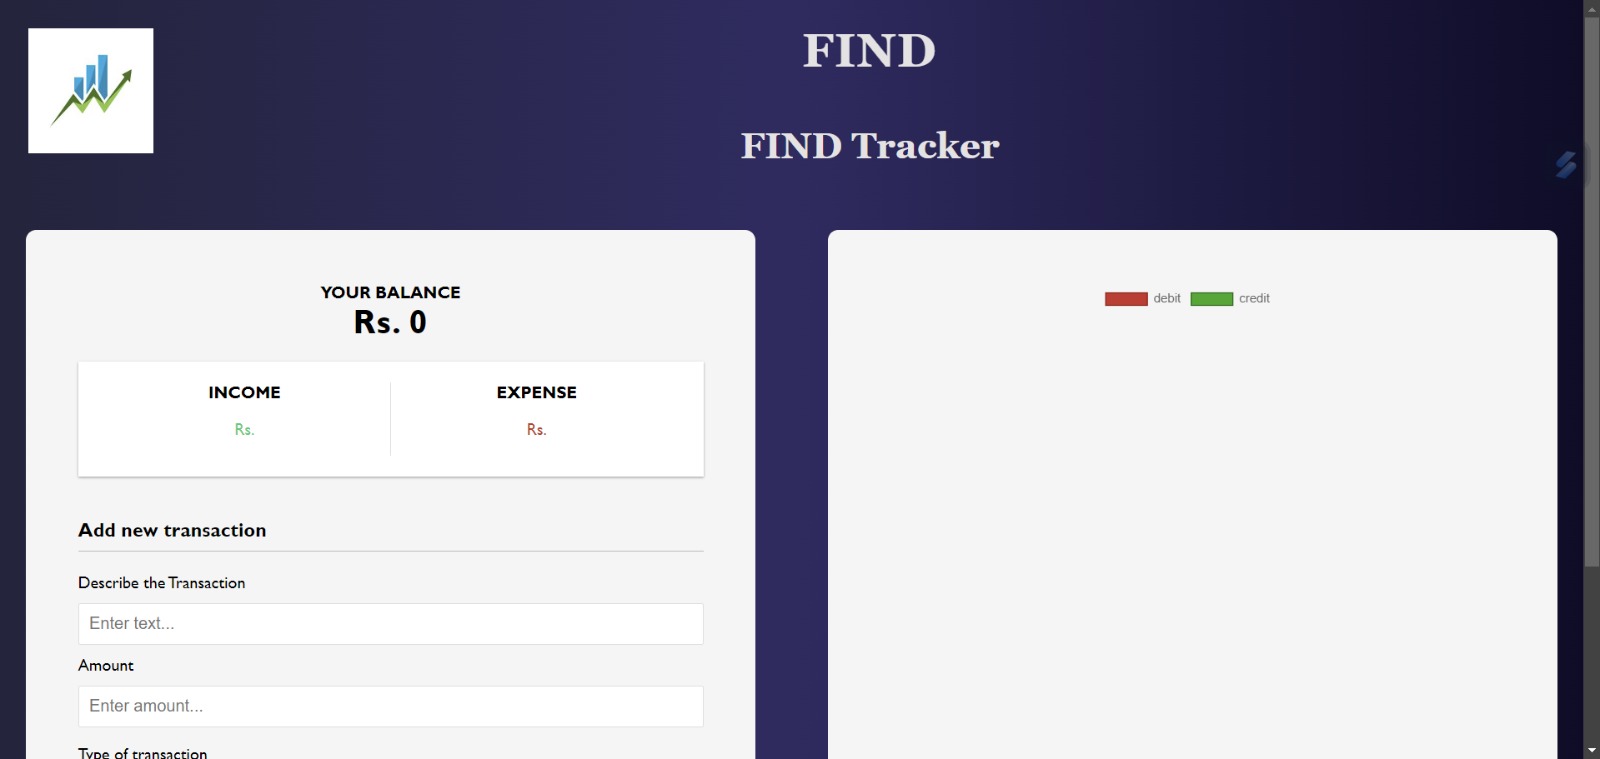 FIND
FIND Tracker
YOUR BALANCE
Rs. 0
INCOME
Rs.
EXPENSE
Rs.
Add new transaction
Describe the Transaction
Enter text...
Amount
Enter amount...
Type of transaction
debit credit